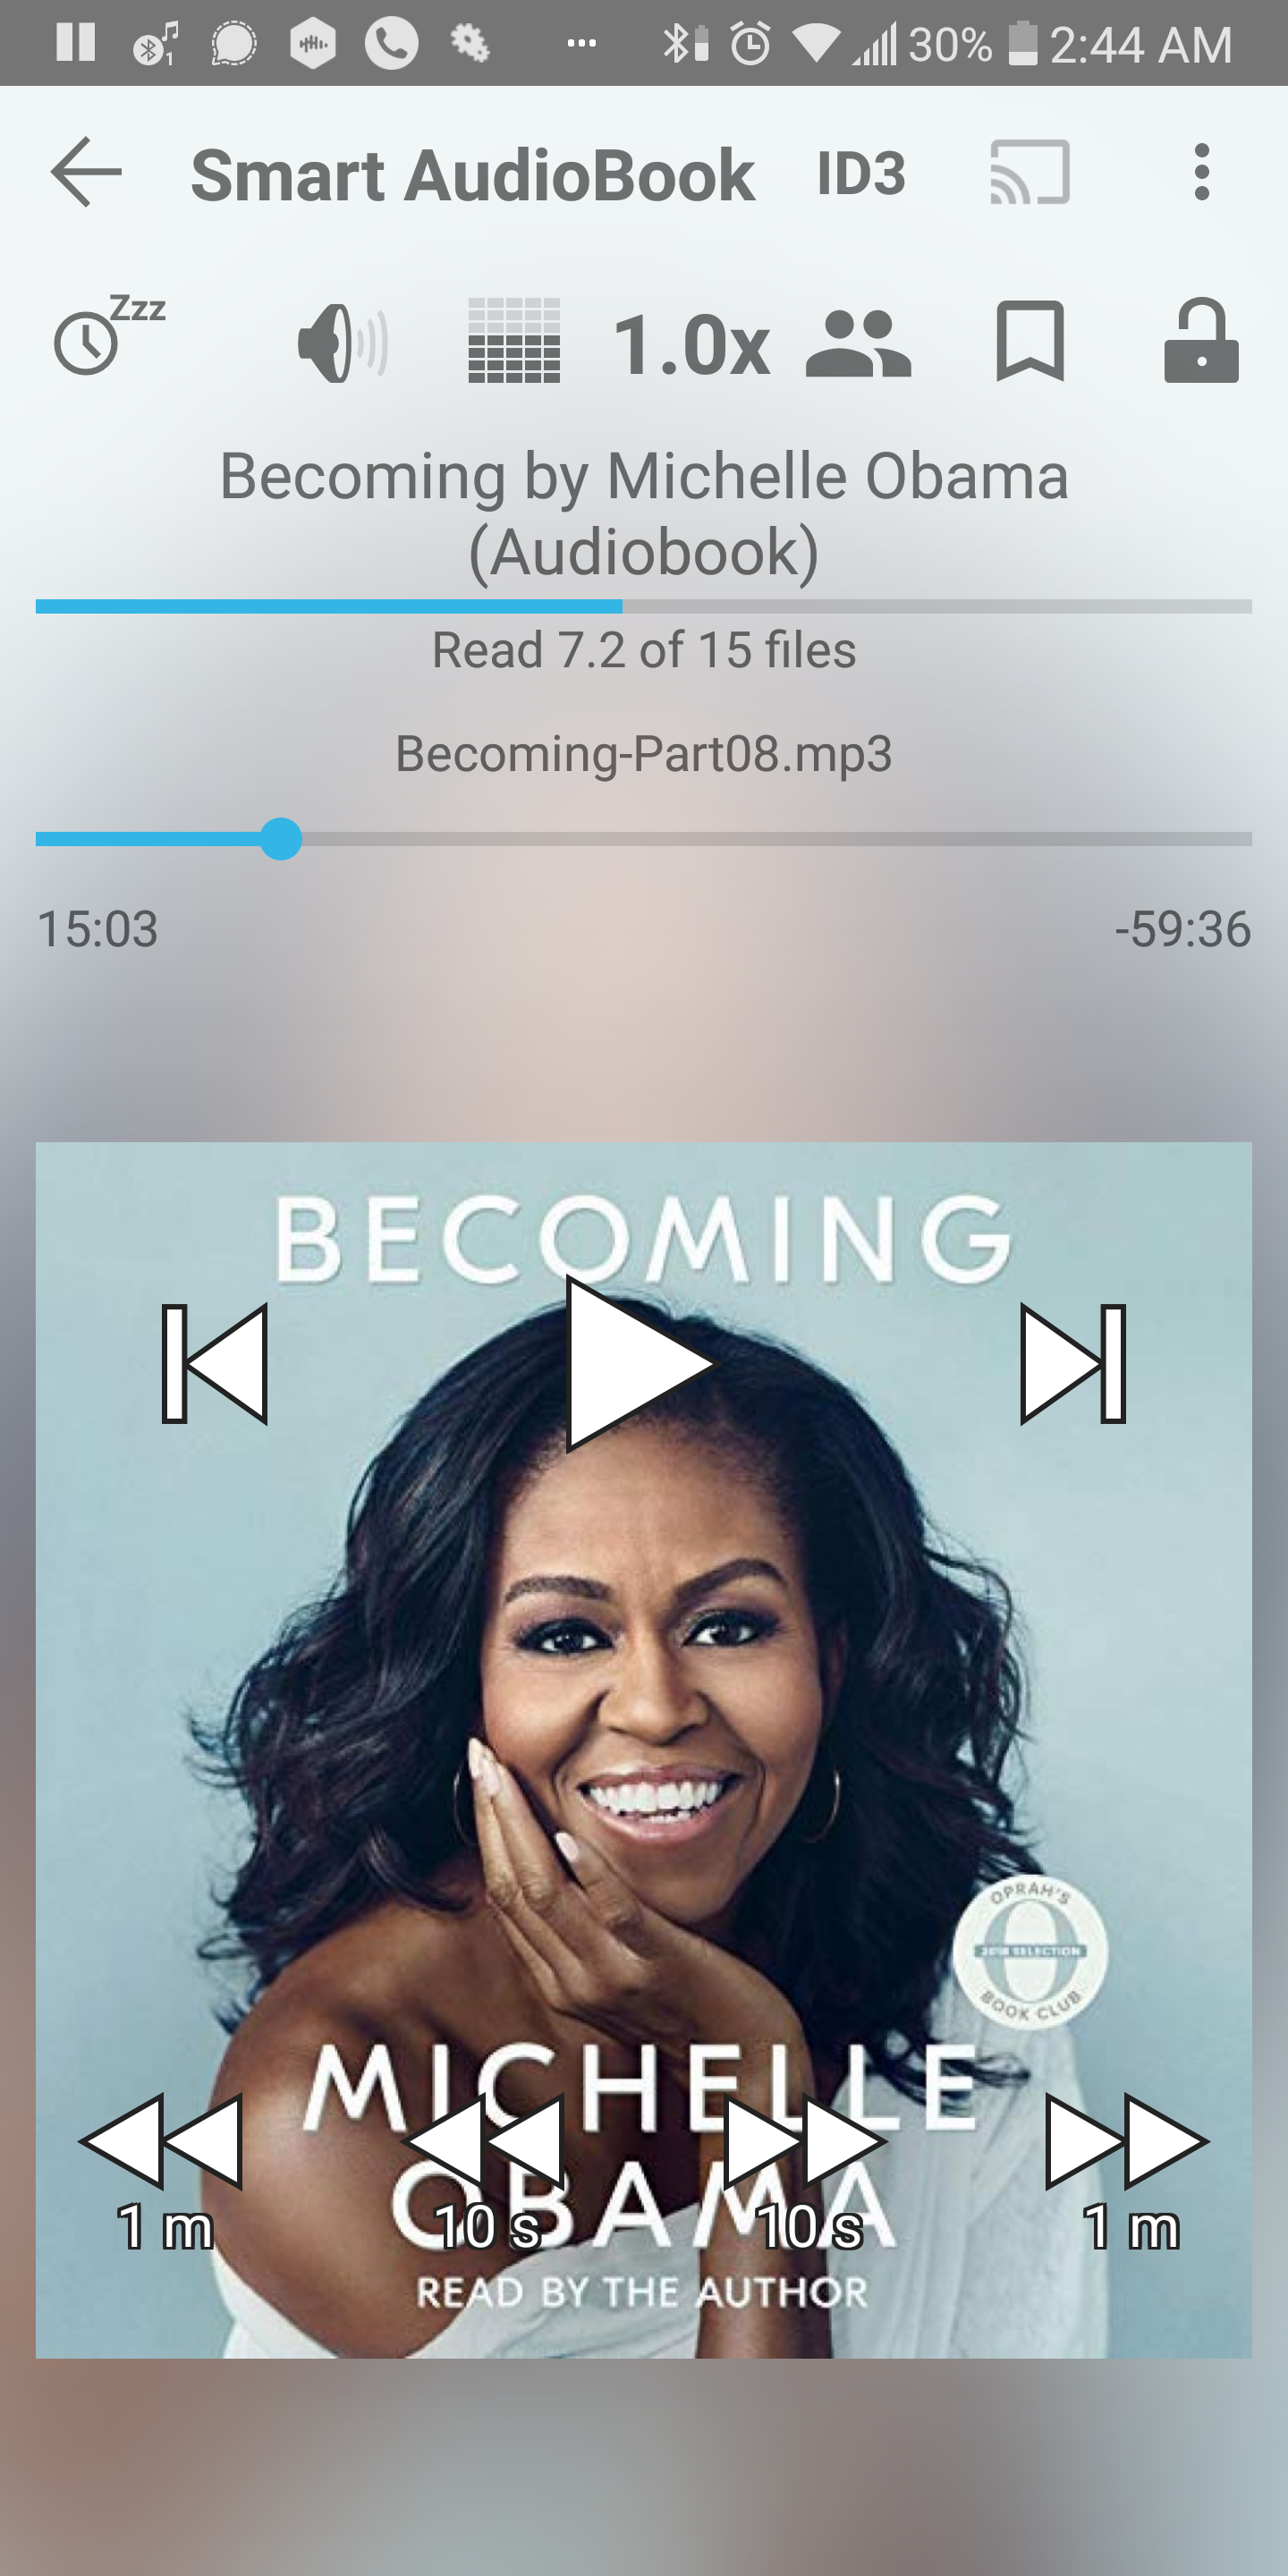 30% 2:44 AM
Smart AudioBook ID3
Zzz
1.0x
Becoming by Michelle Obama
(Audiobook)
Read 7.2 of 15 files
Becoming-Part08.mp3
15:03 -59:36
BECOMING
OPRAH'S
2018 SELECTION
BOOK CLUB
MICHELLE
OBAMA
1 m 10 s 10 s 1 m
READ BY THE AUTHOR